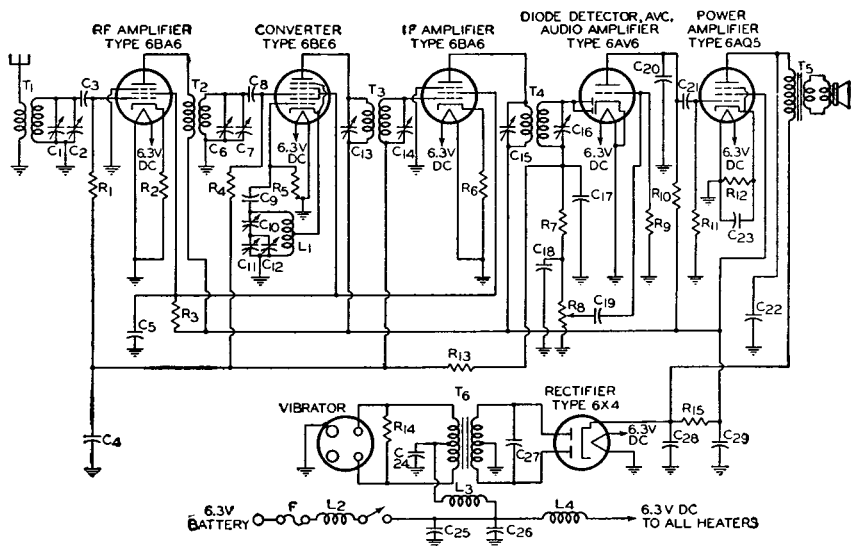 RF AMPLIFIER
TYPE 6BA6
CONVERTER
TYPE 6BE6
IF AMPLIFIER
TYPE 6BA6
DIODE DETECTOR, AVC,
AUDIO AMPLIFIER
TYPE 6AV6
POWER
AMPLIFIER
TYPE 6AQ5
T1
C3
T2
C8
T3
T4
C20
C21
T5
C1
C2
6.3V
DC
C6
C7
6.3V
DC
C13
C14
6.3V
DC
C15
C16
6.3V
DC
6.3V
DC
R1
R2
R4
R5
C9
C10
L1
C11
C12
R6
R7
C17
C18
R9
R10
R11
R12
C23
C5
R3
R8
C19
C22
R13
C4
VIBRATOR
R14
T6
C24
C27
RECTIFIER
TYPE 6X4
6.3V
DC
R15
C28
C29
L3
6.3V
BATTERY
F
L2
C25
C26
L4
6.3V DC
TO ALL HEATERS